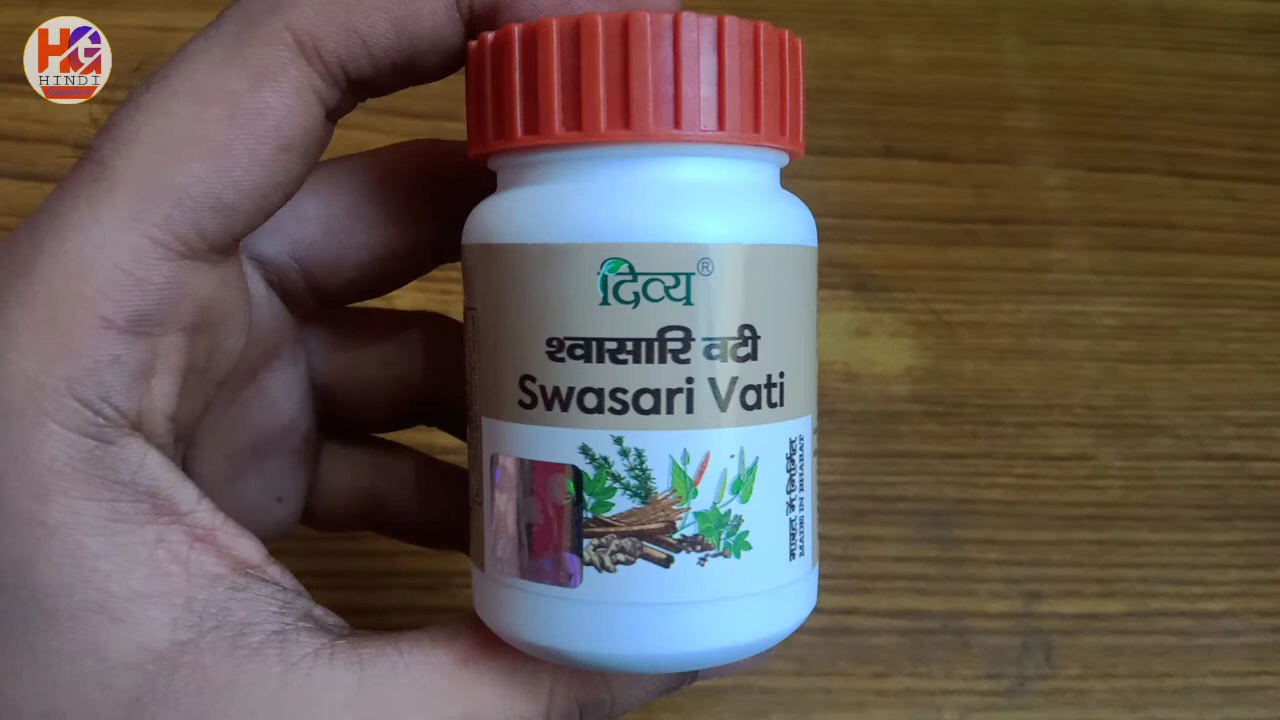 HG
HINDI
दिव्य®
श्वासारि वटी
Swasari Vati
भारत में निर्मित
MADE IN BHARAT